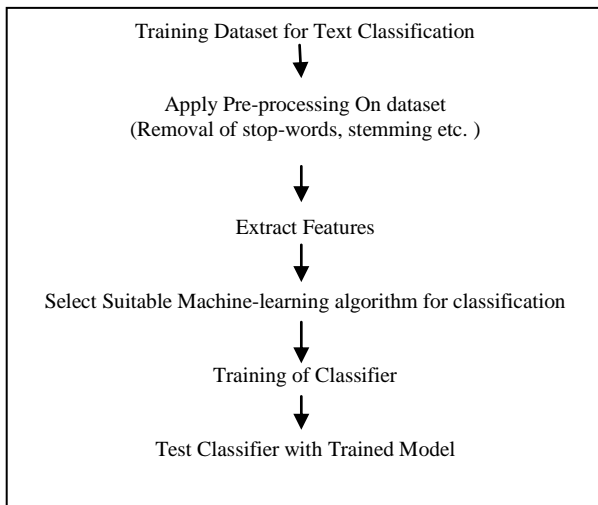 Training Dataset for Text Classification
Apply Pre-processing On dataset
(Removal of stop-words, stemming etc. )
Extract Features
Select Suitable Machine-learning algorithm for classification
Training of Classifier
Test Classifier with Trained Model